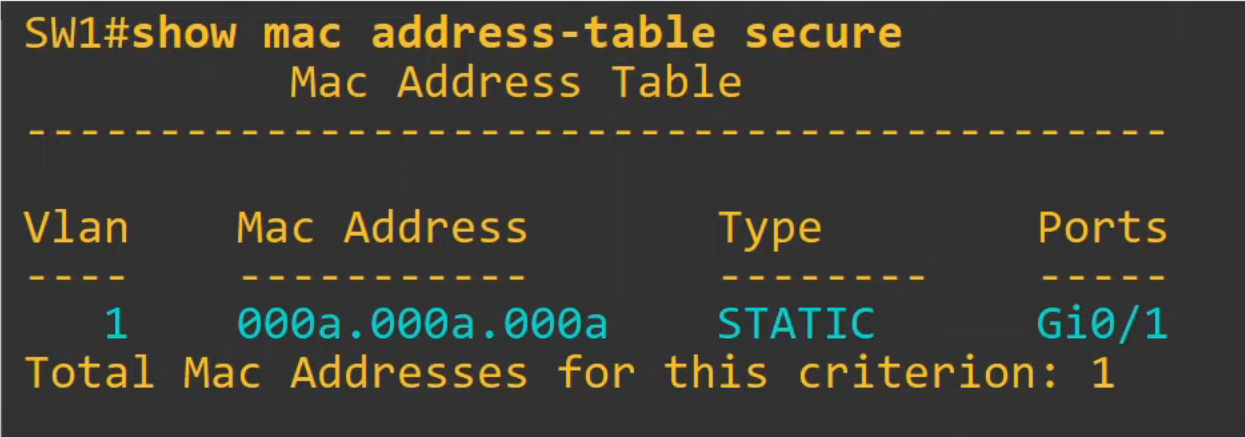 SW1#show mac address-table secure
Mac Address Table
-------------------------------------------
Vlan    Mac Address       Type        Ports
----    -----------       --------    -----
   1    000a.000a.000a    STATIC      Gi0/1
Total Mac Addresses for this criterion: 1